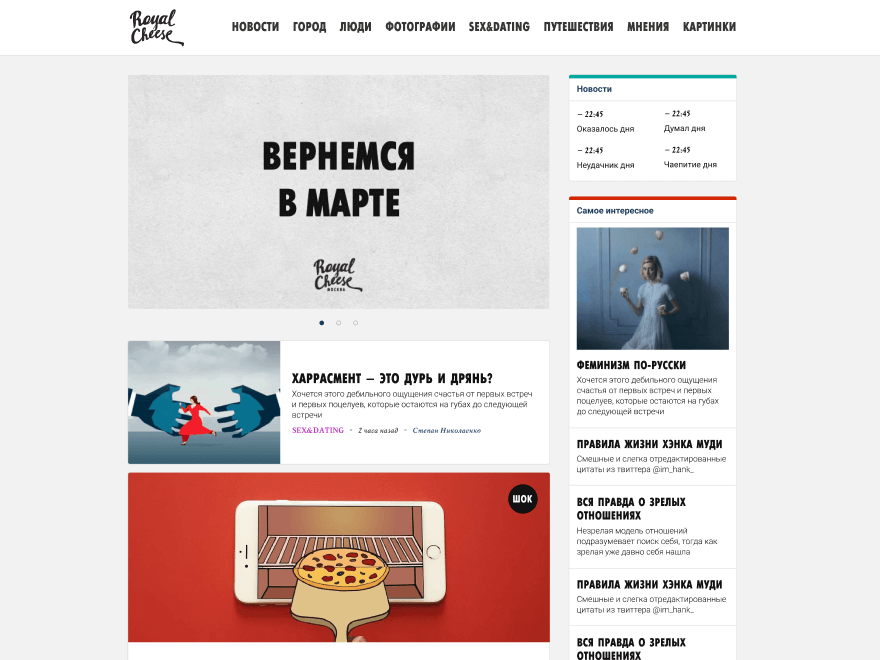 Royal
Cheese
НОВОСТИ ГОРОД ЛЮДИ ФОТОГРАФИИ SEX&DATING ПУТЕШЕСТВИЯ МНЕНИЯ КАРТИНКИ
ВЕРНЕМСЯ
В МАРТЕ
Royal
Cheese
МОСКВА
ХАРРАСМЕНТ – ЭТО ДУРЬ И ДРЯНЬ?
Хочется этого дебильного ощущения счастья от первых встреч
и первых поцелуев, которые остаются на губах до следующей
встречи
SEX&DATING • 2 часа назад • Степан Николаенко
ШОК
Новости
– 22:45
Оказалось дня
– 22:45
Думал дня
– 22:45
Неудачник дня
– 22:45
Чаепитие дня
Самое интересное
ФЕМИНИЗМ ПО-РУССКИ
Хочется этого дебильного ощущения
счастья от первых встреч и первых
поцелуев, которые остаются на губах
до следующей встречи
ПРАВИЛА ЖИЗНИ ХЭНКА МУДИ
Смешные и слегка отредактированные
цитаты из твиттера @im_hank_
ВСЯ ПРАВДА О ЗРЕЛЫХ
ОТНОШЕНИЯХ
Незрелая модель отношений
подразумевает поиск себя, тогда как
зрелая уже давно себя нашла
ПРАВИЛА ЖИЗНИ ХЭНКА МУДИ
Смешные и слегка отредактированные
цитаты из твиттера @im_hank_
ВСЯ ПРАВДА О ЗРЕЛЫХ
ОТНОШЕНИЯХ